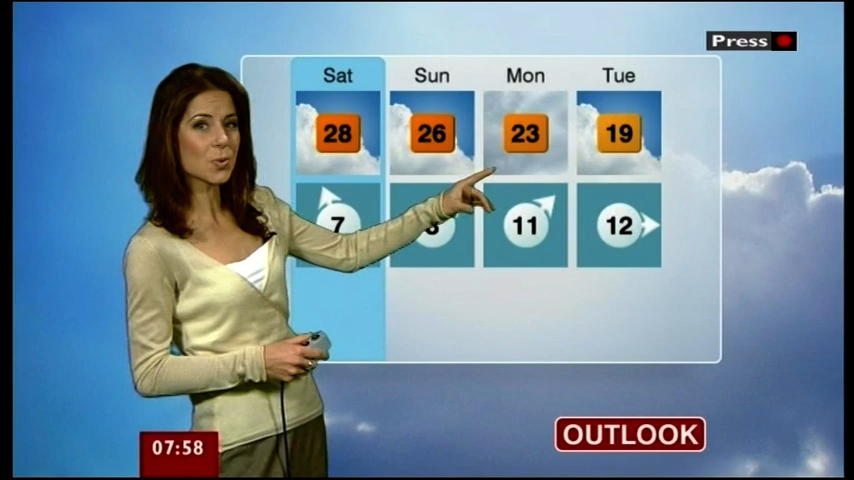 Press
Sat Sun Mon Tue
28 26 23 19
7 11 12
OUTLOOK
07:58